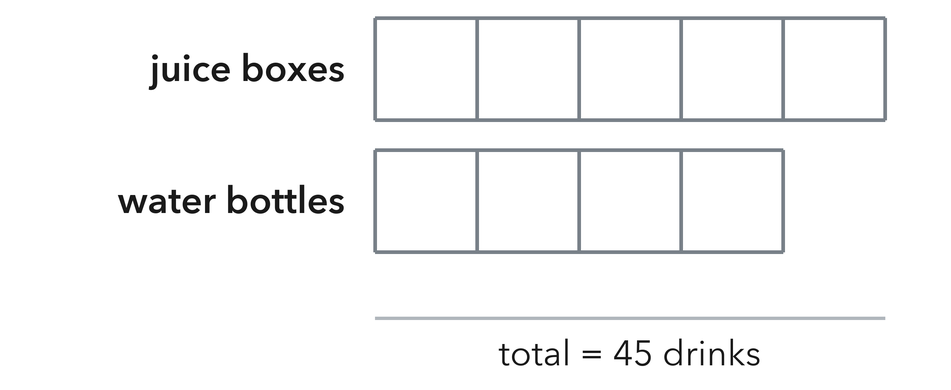 juice boxes
water bottles
total = 45 drinks